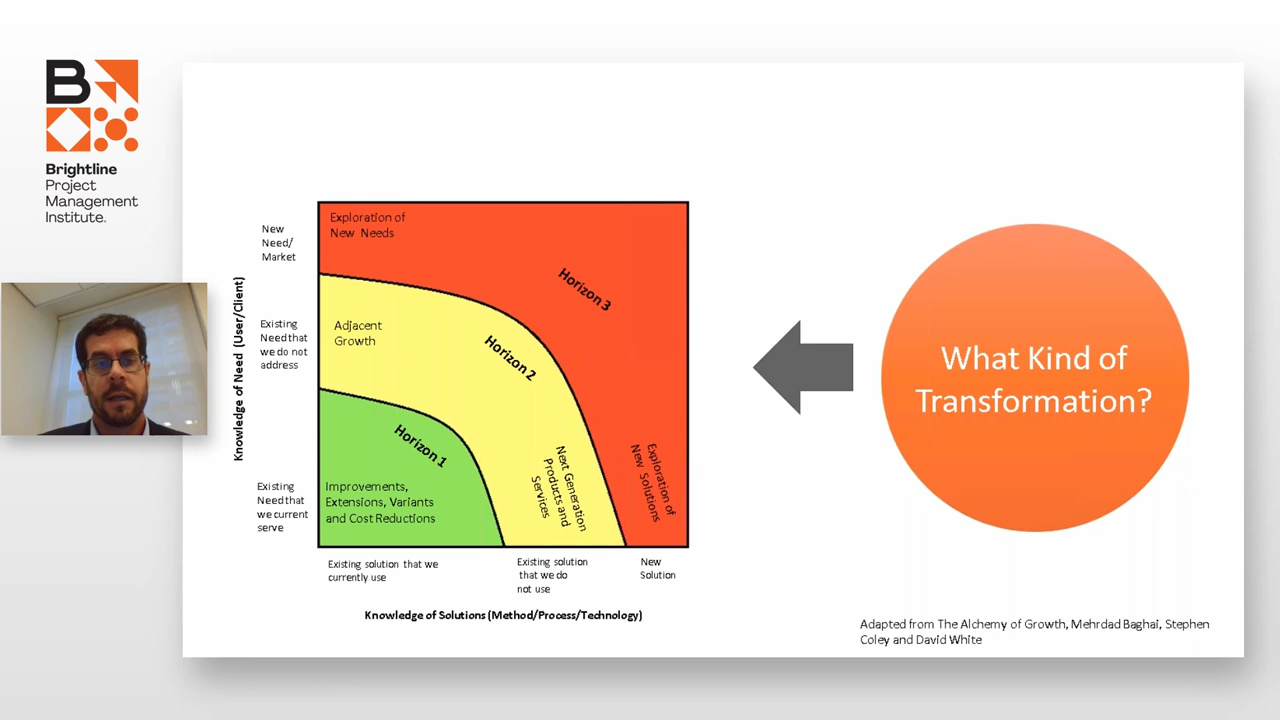 B
Brightline
Project
Management
Institute.
What Kind of
Transformation?
Knowledge of Need (User/Client)
New
Need/
Market
Existing
Need that
we do not
address
Existing
Need that
we current
serve
Exploration of
New Needs
Horizon 3
Adjacent
Growth
Horizon 2
Horizon 1
Improvements,
Extensions, Variants
and Cost Reductions
Next Generation
Products and
Services
Exploration of
New Solutions
Existing solution that we
currently use
Existing solution
that we do
not use
New
Solution
Knowledge of Solutions (Method/Process/Technology)
Adapted from The Alchemy of Growth, Mehrdad Baghai, Stephen
Coley and David White